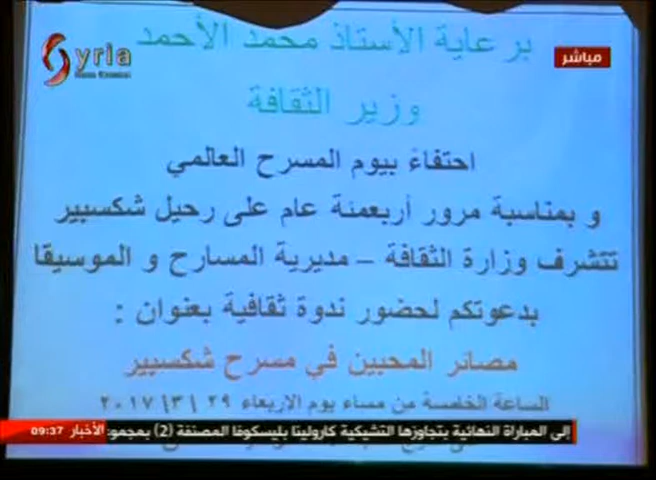 برعاية الأستاذ محمد الأحمد
yria
مباشر
وزير الثقافة
احتفاءً بيوم المسرح العالمي
و بمناسبة مرور أربعمئة عام على رحيل شكسبير
تتشرف وزارة الثقافة – مديرية المسارح و الموسيقا
بدعوتكم لحضور ندوة ثقافية بعنوان :
مصائر المحبين في مسرح شكسبير
الساعة الخامسة من مساء يوم الاربعاء ٢٩ \ ٣ \ ٢٠١٧
إلى المباراة النهائية بتجاوزها التشيكية كارولينا بليسكوفا المصنفة (2) بمجموع
الأخبار 09:37